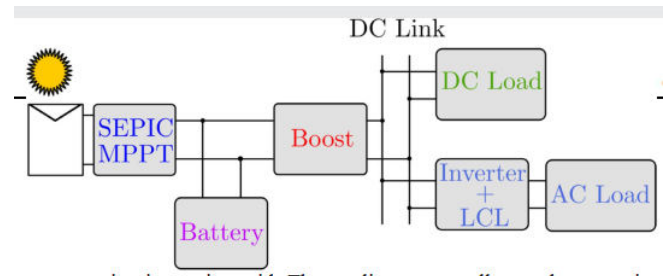 DC Link
DC Load
SEPIC
MPPT
Boost
Inverter
+
LCL
AC Load
Battery